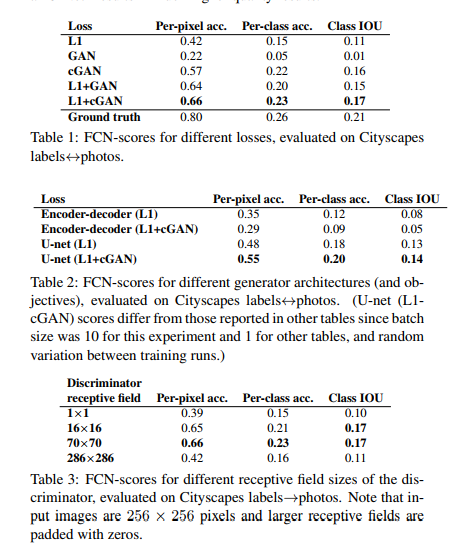 Loss Per-pixel acc. Per-class acc. Class IOU
L1 0.42 0.15 0.11
GAN 0.22 0.05 0.01
cGAN 0.57 0.22 0.16
L1+GAN 0.64 0.20 0.15
L1+cGAN 0.66 0.23 0.17
Ground truth 0.80 0.26 0.21
Table 1: FCN-scores for different losses, evaluated on Cityscapes
labels↔photos.
Loss Per-pixel acc. Per-class acc. Class IOU
Encoder-decoder (L1) 0.35 0.12 0.08
Encoder-decoder (L1+cGAN) 0.29 0.09 0.05
U-net (L1) 0.48 0.18 0.13
U-net (L1+cGAN) 0.55 0.20 0.14
Table 2: FCN-scores for different generator architectures (and ob-
jectives), evaluated on Cityscapes labels↔photos. (U-net (L1-
cGAN) scores differ from those reported in other tables since batch
size was 10 for this experiment and 1 for other tables, and random
variation between training runs.)
Discriminator
receptive field Per-pixel acc. Per-class acc. Class IOU
1×1 0.39 0.15 0.10
16×16 0.65 0.21 0.17
70×70 0.66 0.23 0.17
286×286 0.42 0.16 0.11
Table 3: FCN-scores for different receptive field sizes of the dis-
criminator, evaluated on Cityscapes labels→photos. Note that in-
put images are 256 × 256 pixels and larger receptive fields are
padded with zeros.